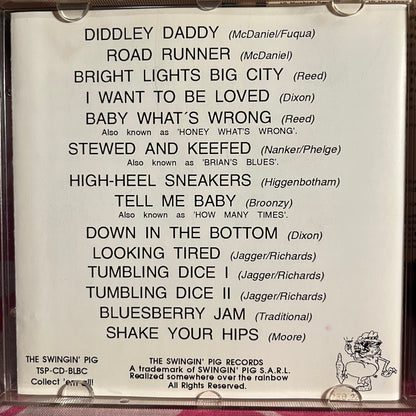 DIDDLEY DADDY (McDaniel/Fuqua)
ROAD RUNNER (McDaniel)
BRIGHT LIGHTS BIG CITY (Reed)
I WANT TO BE LOVED (Dixon)
BABY WHAT´S WRONG (Reed)
Also known as 'HONEY WHAT'S WRONG'.
STEWED AND KEEFED (Nanker/Phelge)
Also known as 'BRIAN'S BLUES'.
HIGH-HEEL SNEAKERS (Higgenbotham)
TELL ME BABY (Broonzy)
Also known as 'HOW MANY TIMES'.
DOWN IN THE BOTTOM (Dixon)
LOOKING TIRED (Jagger/Richards)
TUMBLING DICE I (Jagger/Richards)
TUMBLING DICE II (Jagger/Richards)
BLUESBERRY JAM (Traditional)
SHAKE YOUR HIPS (Moore)
THE SWINGIN' PIG
TSP-CD-BLBC
Collect 'em all!
THE SWINGIN' PIG RECORDS
A trademark of SWINGIN' PIG S.A.R.L.
Realized somewhere over the rainbow
All Rights Reserved.